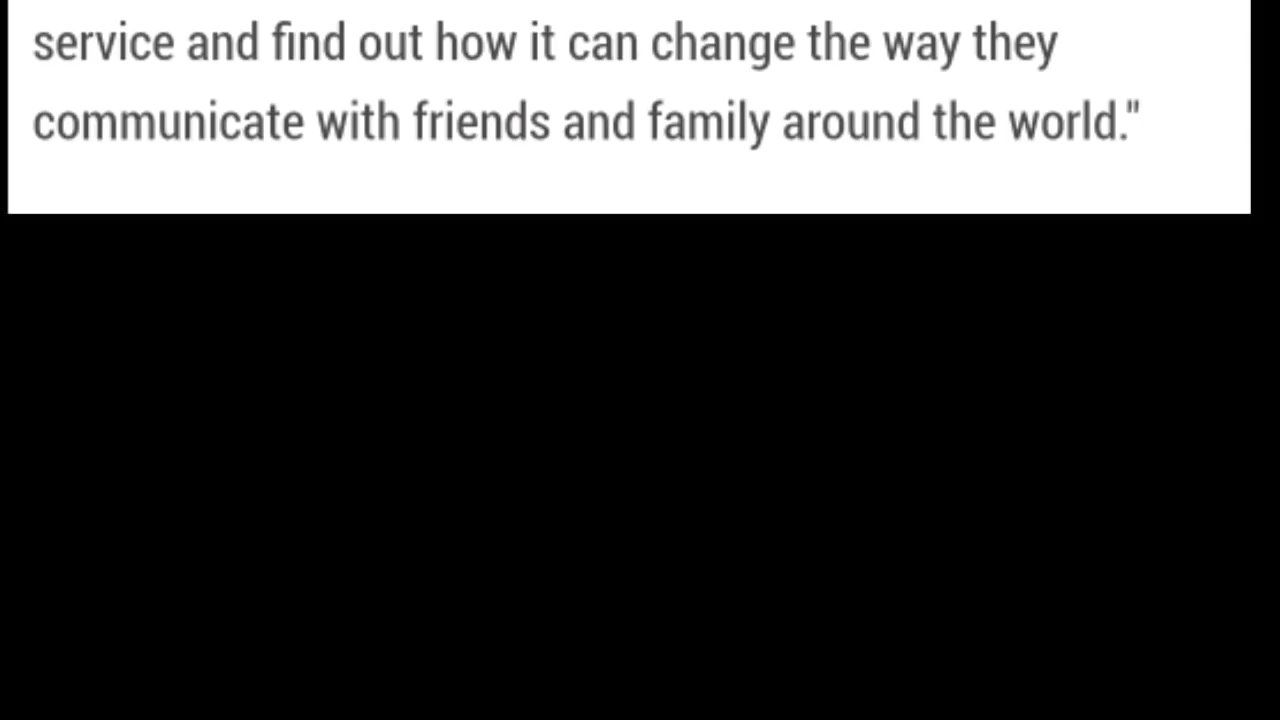 service and find out how it can change the way they
communicate with friends and family around the world."